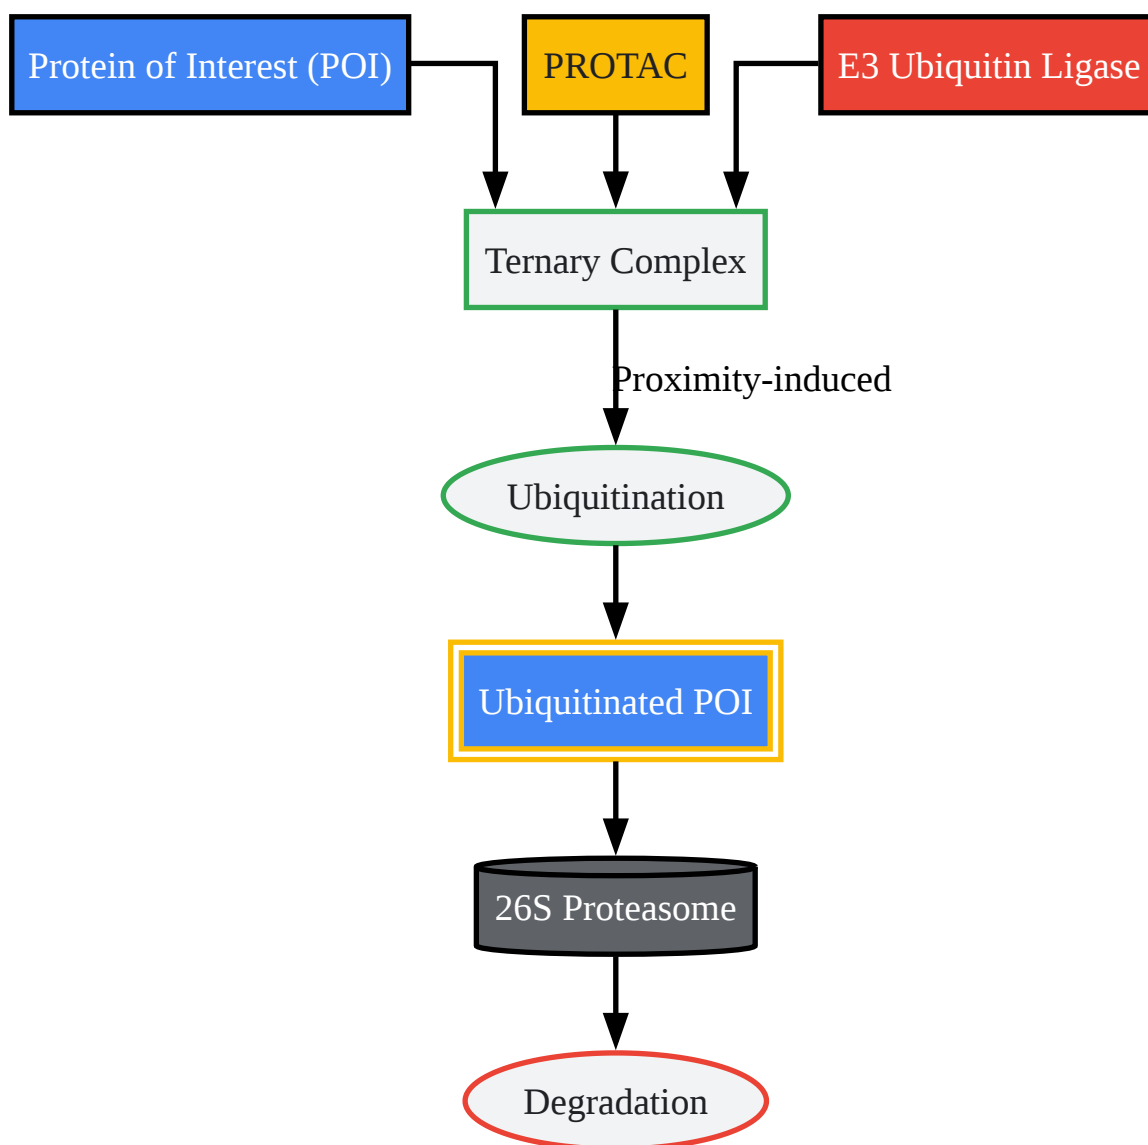 Protein of Interest (POI)
PROTAC
E3 Ubiquitin Ligase
Ternary Complex
Proximity-induced
Ubiquitination
Ubiquitinated POI
26S Proteasome
Degradation